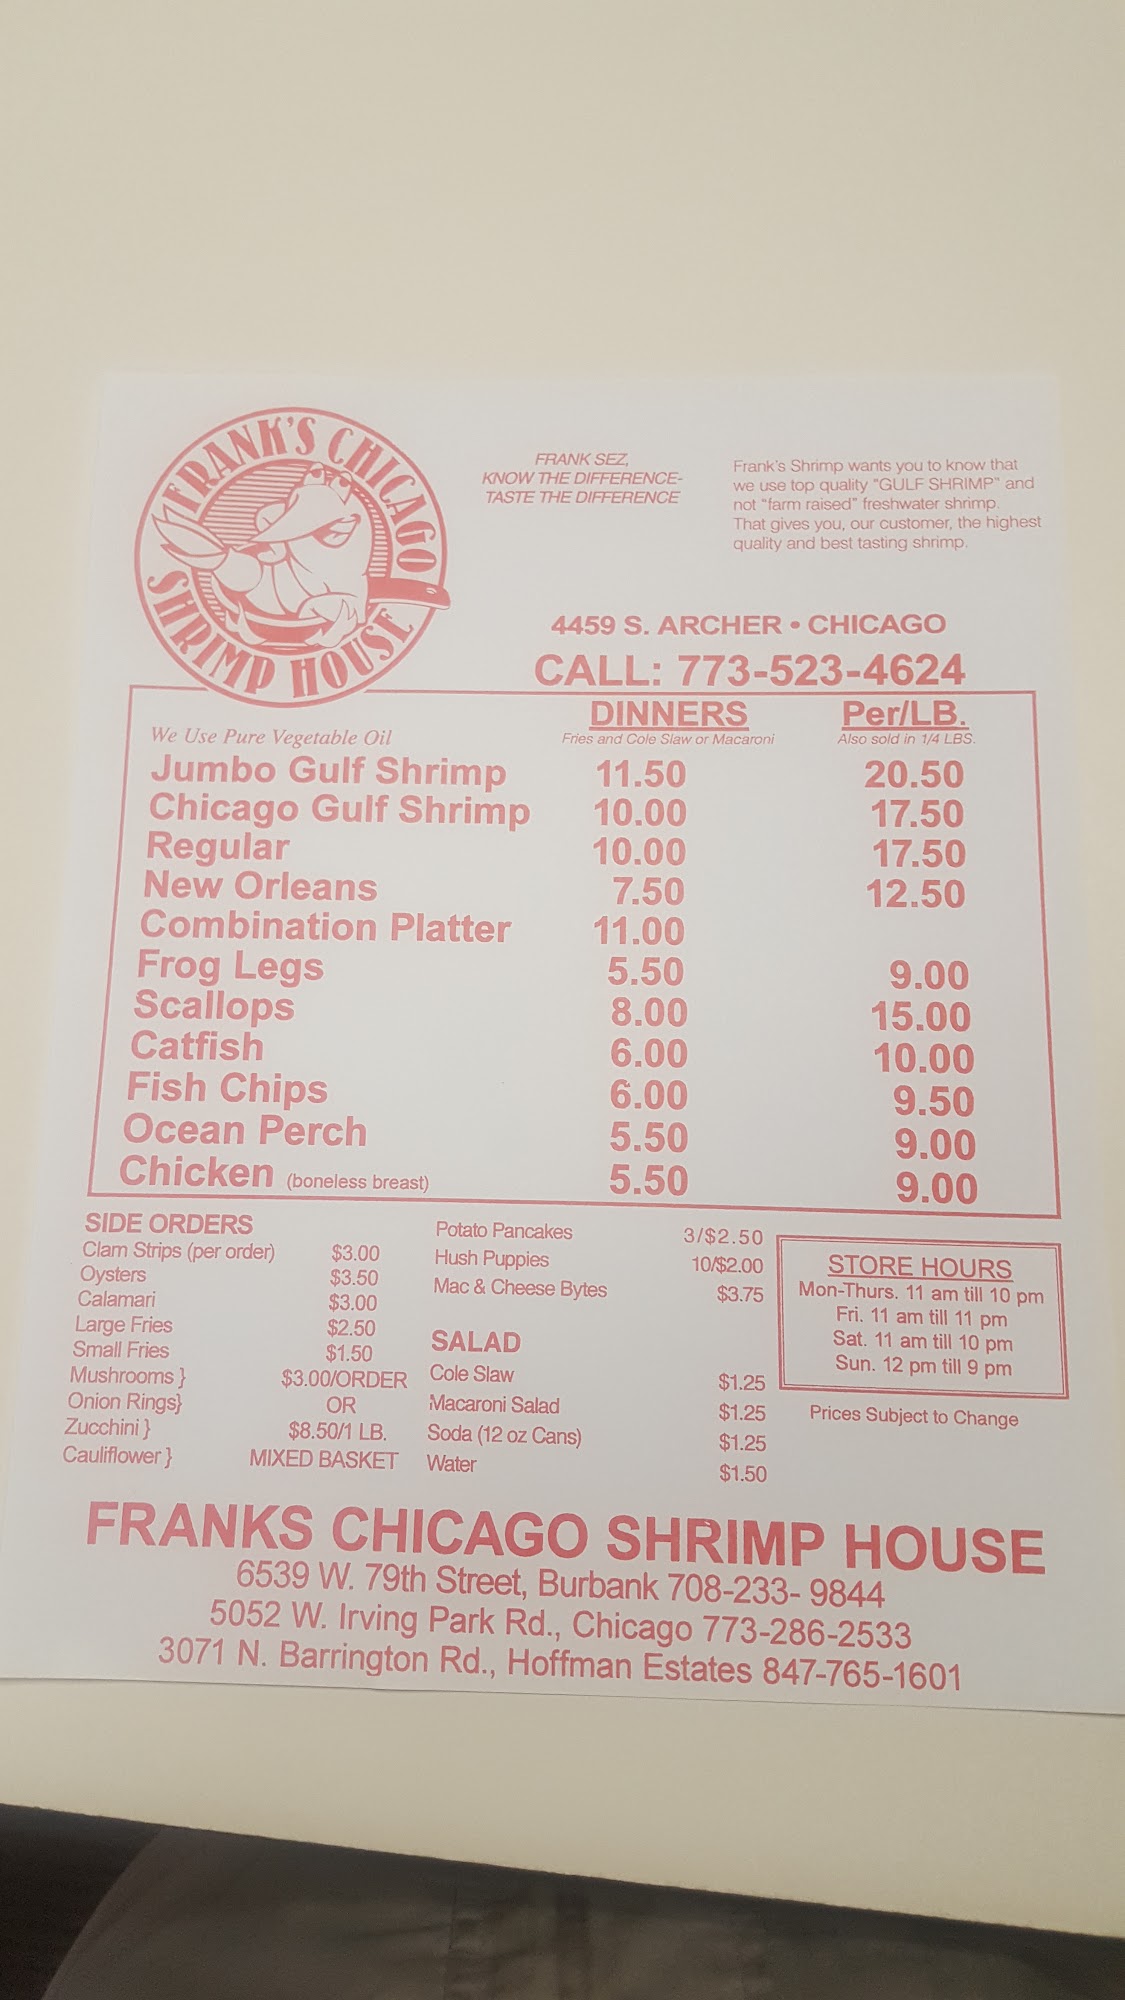 FRANK'S CHICAGO
SHRIMP HOUSE
FRANK SEZ,
KNOW THE DIFFERENCE-
TASTE THE DIFFERENCE
Frank's Shrimp wants you to know that
we use top quality "GULF SHRIMP" and
not "farm raised" freshwater shrimp.
That gives you, our customer, the highest
quality and best tasting shrimp.
4459 S. ARCHER • CHICAGO
CALL: 773-523-4624
DINNERS Per/LB.
We Use Pure Vegetable Oil Fries and Cole Slaw or Macaroni Also sold in 1/4 LBS.
Jumbo Gulf Shrimp 11.50 20.50
Chicago Gulf Shrimp 10.00 17.50
Regular 10.00 17.50
New Orleans 7.50 12.50
Combination Platter 11.00
Frog Legs 5.50 9.00
Scallops 8.00 15.00
Catfish 6.00 10.00
Fish Chips 6.00 9.50
Ocean Perch 5.50 9.00
Chicken (boneless breast) 5.50 9.00
SIDE ORDERS
Clam Strips (per order) $3.00
Oysters $3.50
Calamari $3.00
Large Fries $2.50
Small Fries $1.50
Mushrooms } $3.00/ORDER
Onion Rings} OR
Zucchini } $8.50/1 LB.
Cauliflower } MIXED BASKET
Potato Pancakes 3/$2.50
Hush Puppies 10/$2.00
Mac & Cheese Bytes $3.75
SALAD
Cole Slaw $1.25
Macaroni Salad $1.25
Soda (12 oz Cans) $1.25
Water $1.50
STORE HOURS
Mon-Thurs. 11 am till 10 pm
Fri. 11 am till 11 pm
Sat. 11 am till 10 pm
Sun. 12 pm till 9 pm
Prices Subject to Change
FRANKS CHICAGO SHRIMP HOUSE
6539 W. 79th Street, Burbank 708-233- 9844
5052 W. Irving Park Rd., Chicago 773-286-2533
3071 N. Barrington Rd., Hoffman Estates 847-765-1601